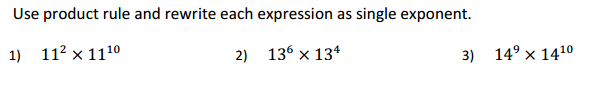 Use product rule and rewrite each expression as single exponent.
1) 11² × 11¹⁰ 2) 13⁶ × 13⁴ 3) 14⁹ × 14¹⁰